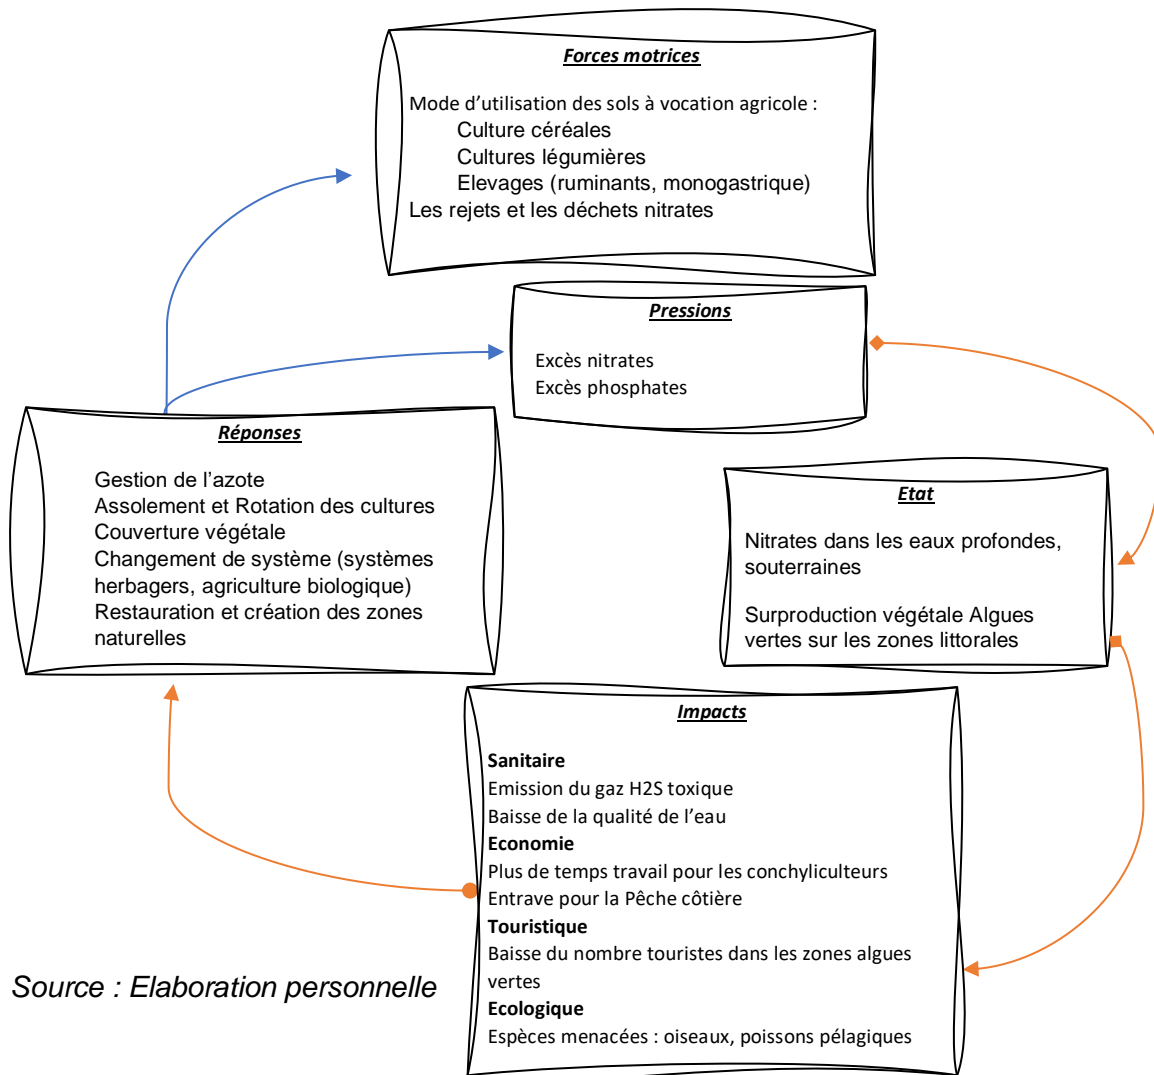 Forces motrices
Mode d’utilisation des sols à vocation agricole :
Culture céréales
Cultures légumières
Elevages (ruminants, monogastrique)
Les rejets et les déchets nitrates
Pressions
Excès nitrates
Excès phosphates
Réponses
Gestion de l’azote
Assolement et Rotation des cultures
Couverture végétale
Changement de système (systèmes
herbagers, agriculture biologique)
Restauration et création des zones
naturelles
Etat
Nitrates dans les eaux profondes,
souterraines
Surproduction végétale Algues
vertes sur les zones littorales
Impacts
Sanitaire
Emission du gaz H2S toxique
Baisse de la qualité de l’eau
Economie
Plus de temps travail pour les conchyliculteurs
Entrave pour la Pêche côtière
Touristique
Baisse du nombre touristes dans les zones algues
vertes
Ecologique
Espèces menacées : oiseaux, poissons pélagiques
Source : Elaboration personnelle